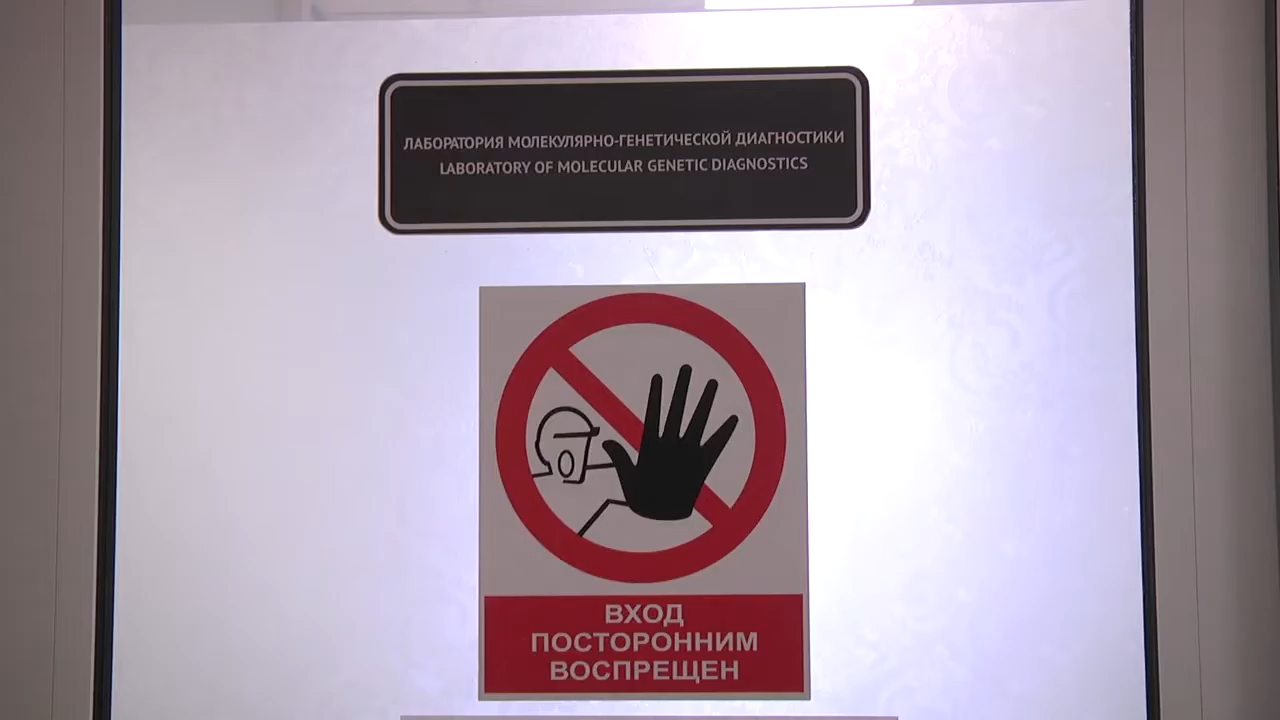 ЛАБОРАТОРИЯ МОЛЕКУЛЯРНО-ГЕНЕТИЧЕСКОЙ ДИАГНОСТИКИ
LABORATORY OF MOLECULAR GENETIC DIAGNOSTICS
ВХОД
ПОСТОРОННИМ
ВОСПРЕЩЕН